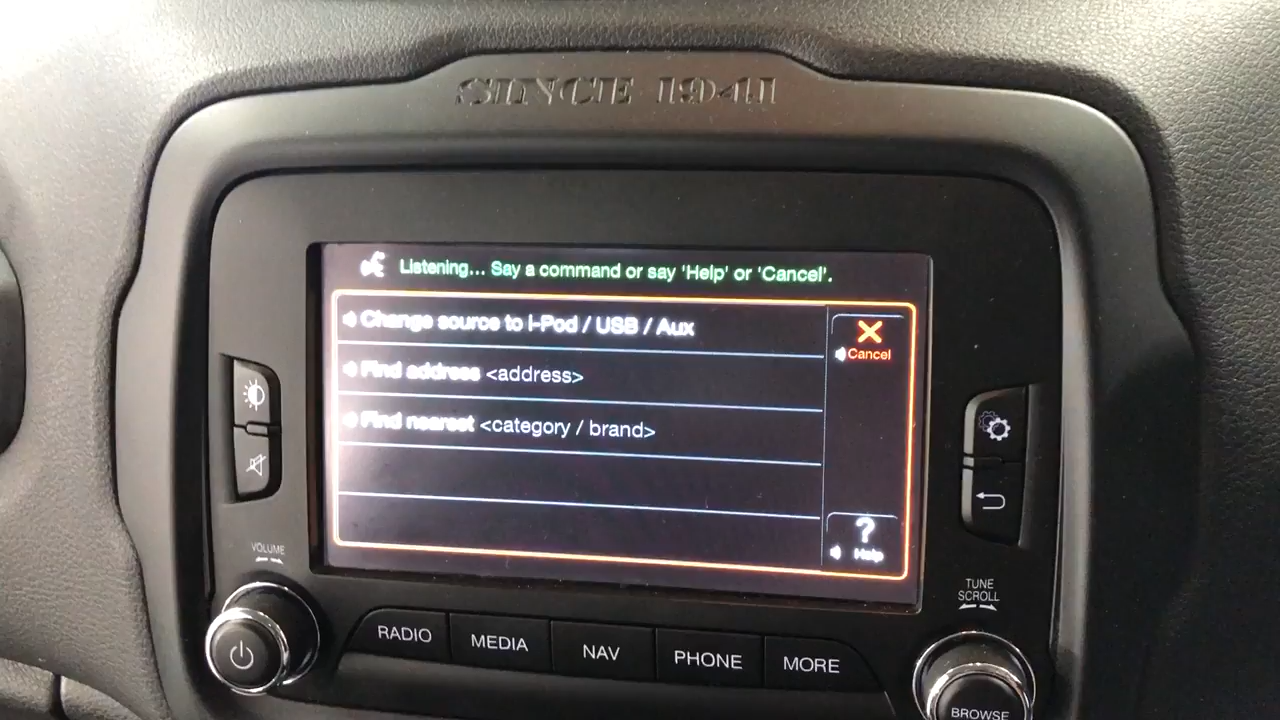 SINCE 1941
Listening... Say a command or say 'Help' or 'Cancel'.
Change source to I-Pod / USB / Aux
Cancel
Find address <address>
Find nearest <category / brand>
?
Help
VOLUME
TUNE
SCROLL
RADIO
MEDIA
NAV
PHONE
MORE
BROWSE